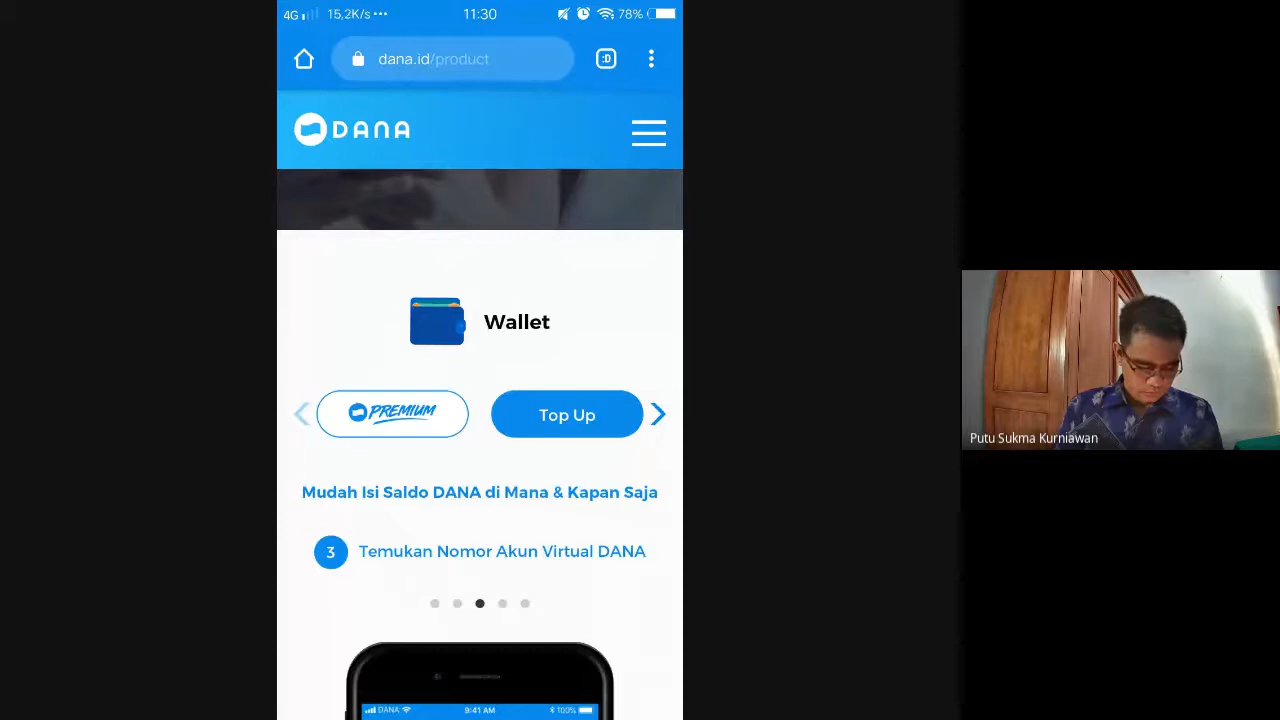 4G 15,2K/s ••• 11:30 78%
dana.id/product :D
DANA
Wallet
PREMIUM
Top Up
Mudah Isi Saldo DANA di Mana & Kapan Saja
3 Temukan Nomor Akun Virtual DANA
DANA 9:41 AM 100%
Putu Sukma Kurniawan